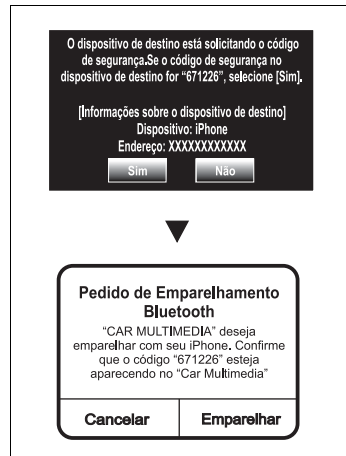 O dispositivo de destino está solicitando o código
de segurança.Se o código de segurança no
dispositivo de destino for “671226”, selecione [Sim].
[Informações sobre o dispositivo de destino]
Dispositivo: iPhone
Endereço: XXXXXXXXXXXX
Sim Não
Pedido de Emparelhamento
Bluetooth
“CAR MULTIMEDIA” deseja
emparelhar com seu iPhone. Confirme
que o código “671226” esteja
aparecendo no “Car Multimedia”
Cancelar Emparelhar